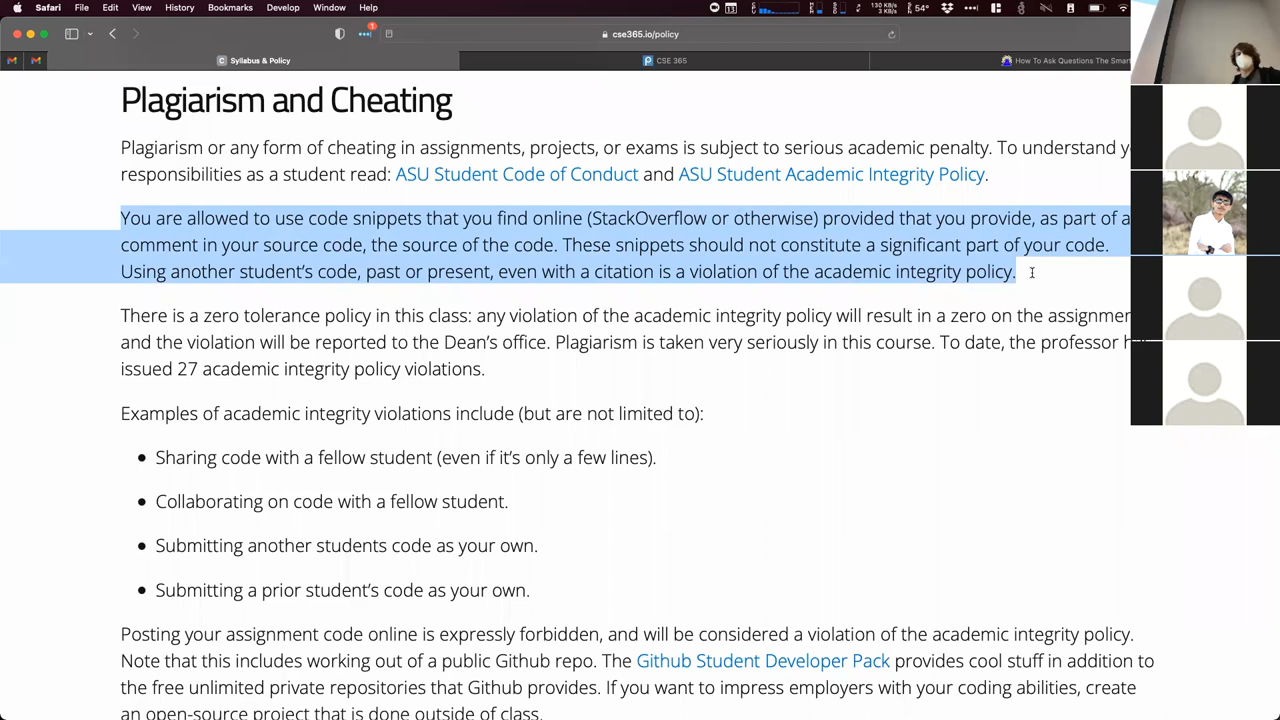 Safari File Edit View History Bookmarks Develop Window Help
130 KB/s
54°
cse365.io/policy
Syllabus & Policy
CSE 365
How To Ask Questions The Smart
Plagiarism and Cheating
Plagiarism or any form of cheating in assignments, projects, or exams is subject to serious academic penalty. To understand
responsibilities as a student read: ASU Student Code of Conduct and ASU Student Academic Integrity Policy.
You are allowed to use code snippets that you find online (StackOverflow or otherwise) provided that you provide, as part of a
comment in your source code, the source of the code. These snippets should not constitute a significant part of your code.
Using another student's code, past or present, even with a citation is a violation of the academic integrity policy.
There is a zero tolerance policy in this class: any violation of the academic integrity policy will result in a zero on the
and the violation will be reported to the Dean's office. Plagiarism is taken very seriously in this course. To date, the professor
issued 27 academic integrity policy violations.
Examples of academic integrity violations include (but are not limited to):
• Sharing code with a fellow student (even if it's only a few lines).
• Collaborating on code with a fellow student.
• Submitting another students code as your own.
• Submitting a prior student's code as your own.
Posting your assignment code online is expressly forbidden, and will be considered a violation of the academic integrity policy.
Note that this includes working out of a public Github repo. The Github Student Developer Pack provides cool stuff in addition to
the free unlimited private repositories that Github provides. If you want to impress employers with your coding abilities, create
an open-source project that is done outside of class.